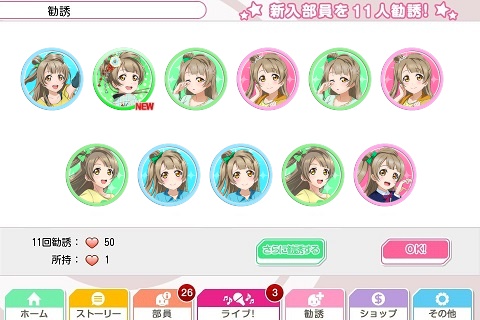 勧誘
新入部員を11人勧誘!
NEW
11回勧誘： 50
所持： 1
さらに勧誘する
OK!
26
3
ホーム
ストーリー
部員
ライブ!
勧誘
ショップ
その他